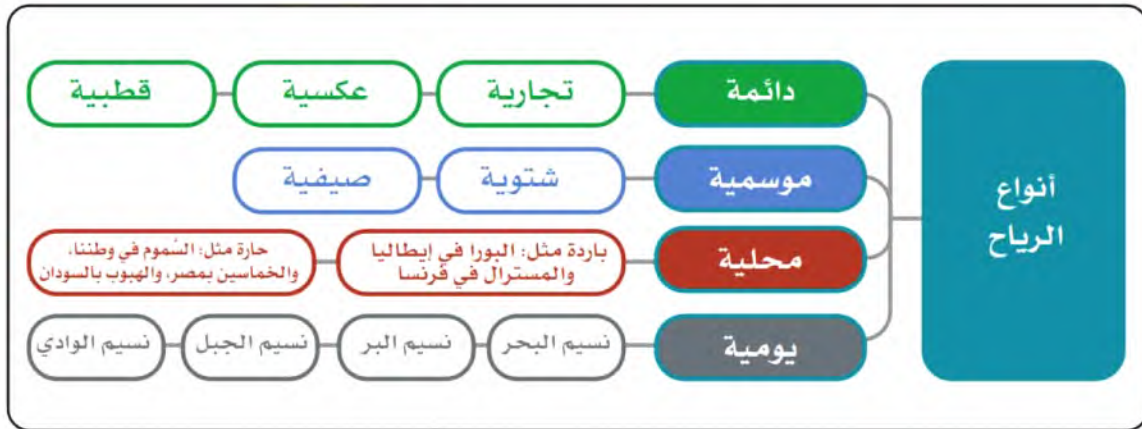 أنواع
الرياح
دائمة
تجارية
عكسية
قطبية
موسمية
شتوية
صيفية
محلية
باردة مثل: البورا في إيطاليا
والمسترال في فرنسا
حارة مثل: السَّموم في وطننا،
والخماسين بمصر، والهبوب بالسودان
يومية
نسيم البحر
نسيم البر
نسيم الجبل
نسيم الوادي